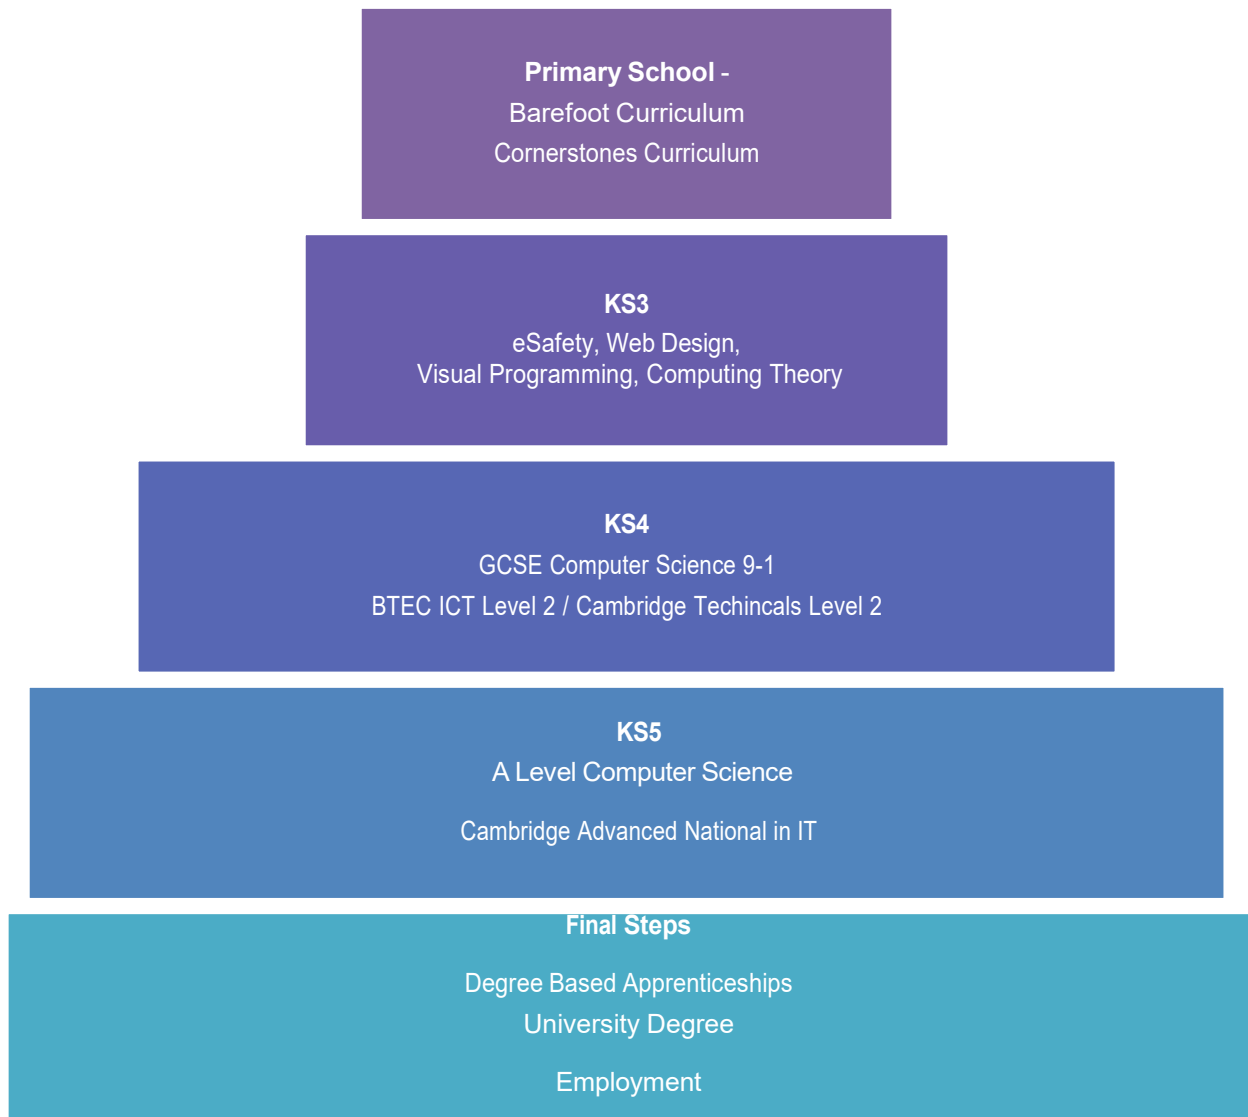 Primary School -
Barefoot Curriculum
Cornerstones Curriculum
KS3
eSafety, Web Design,
Visual Programming, Computing Theory
KS4
GCSE Computer Science 9-1
BTEC ICT Level 2 / Cambridge Techincals Level 2
KS5
A Level Computer Science
Cambridge Advanced National in IT
Final Steps
Degree Based Apprenticeships
University Degree
Employment